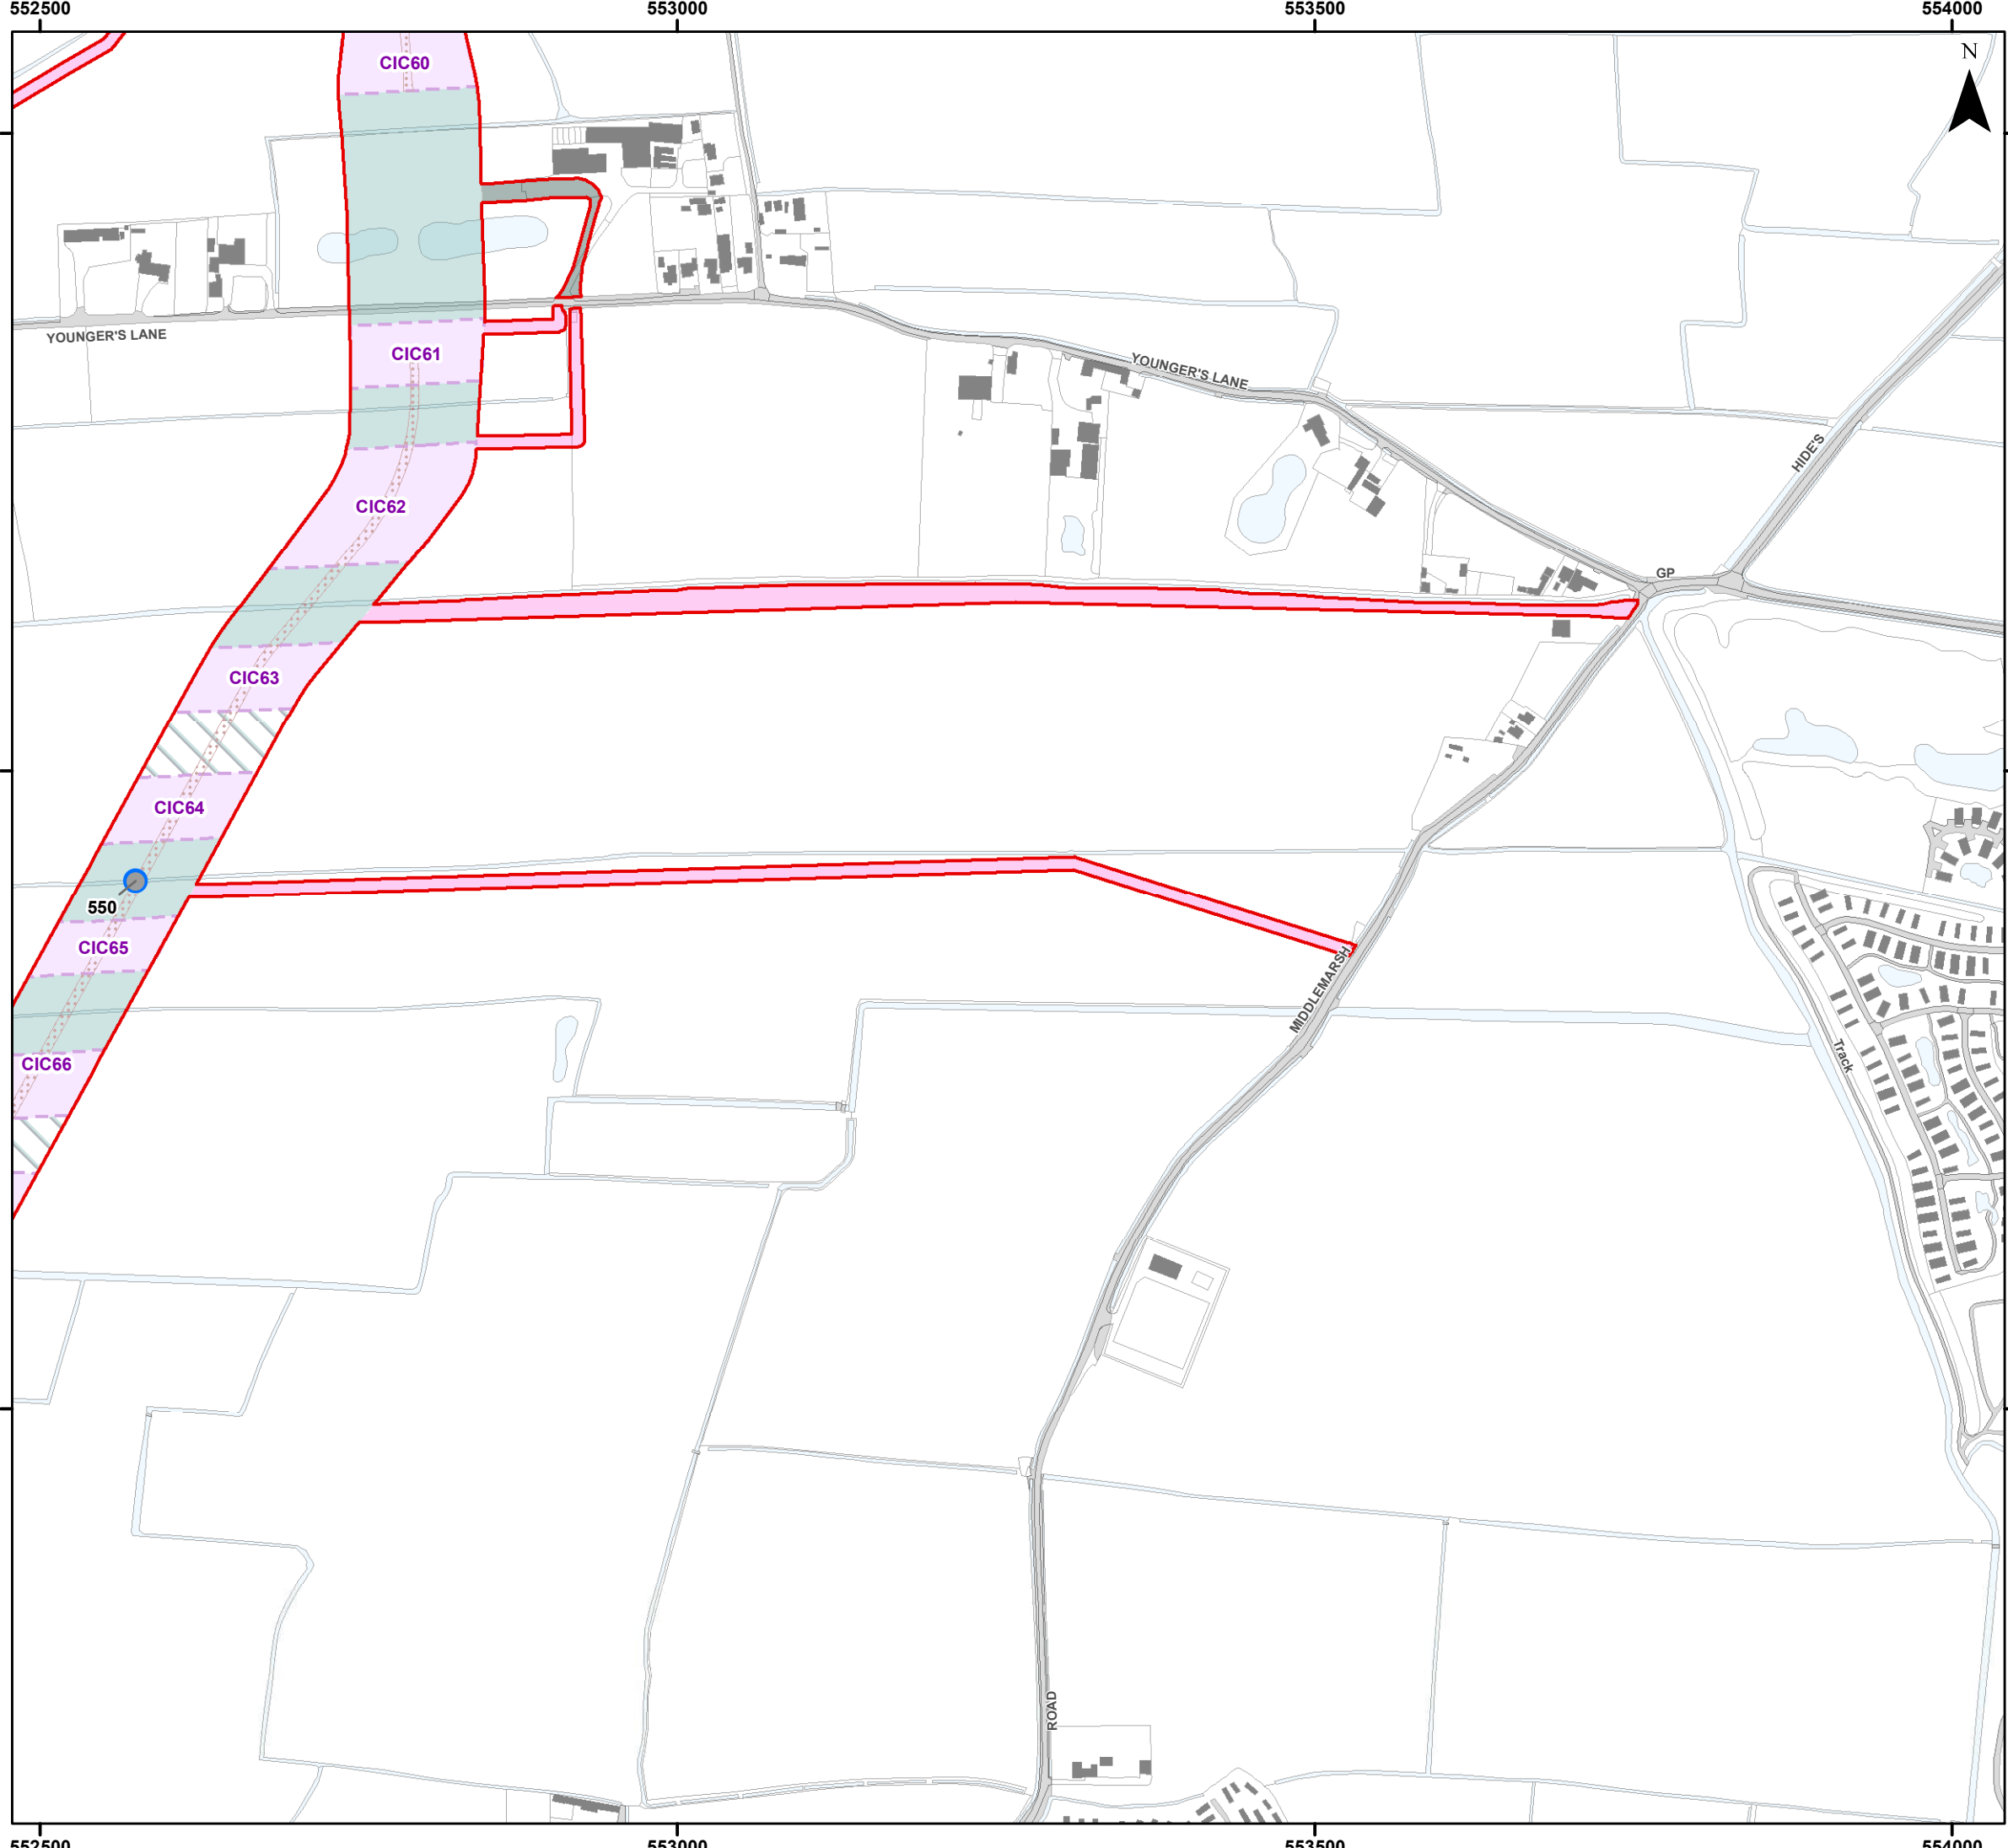 552500 553000 553500 554000
N
CIC60
YOUNGER'S LANE
CIC61
YOUNGER'S LANE
HIDE'S
CIC62
GP
CIC63
CIC64
550
CIC65
MIDDLEMARSH
CIC66
Track
ROAD
552500 553000 553500 554000